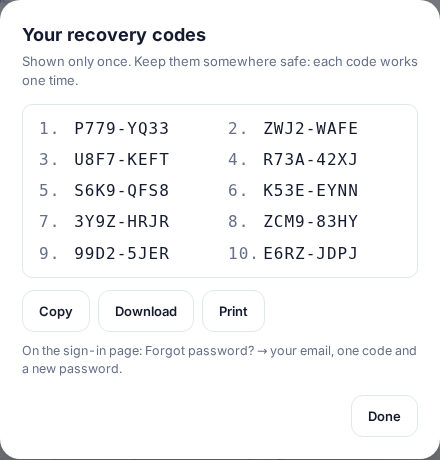 Your recovery codes
Shown only once. Keep them somewhere safe: each code works
one time.
1. P779-YQ33 2. ZWJ2-WAFE
3. U8F7-KEFT 4. R73A-42XJ
5. S6K9-QFS8 6. K53E-EYNN
7. 3Y9Z-HRJR 8. ZCM9-83HY
9. 99D2-5JER 10. E6RZ-JDPJ
Copy Download Print
On the sign-in page: Forgot password? → your email, one code and
a new password.
Done